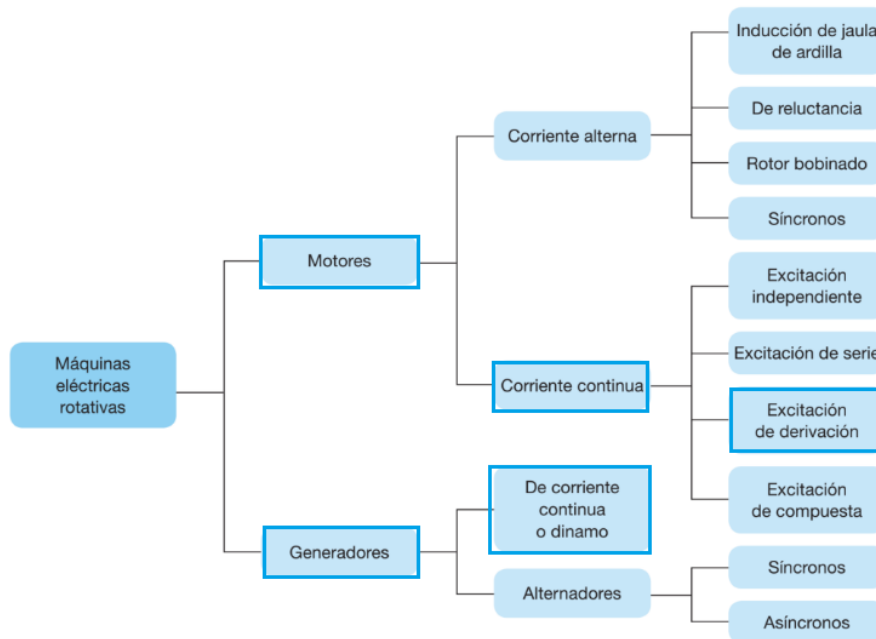 Máquinas
eléctricas
rotativas
Motores
Corriente alterna
Inducción de jaula
de ardilla
De reluctancia
Rotor bobinado
Síncronos
Corriente continua
Excitación
independiente
Excitación de serie
Excitación
de derivación
Excitación
de compuesta
Generadores
De corriente
continua
o dinamo
Alternadores
Síncronos
Asíncronos